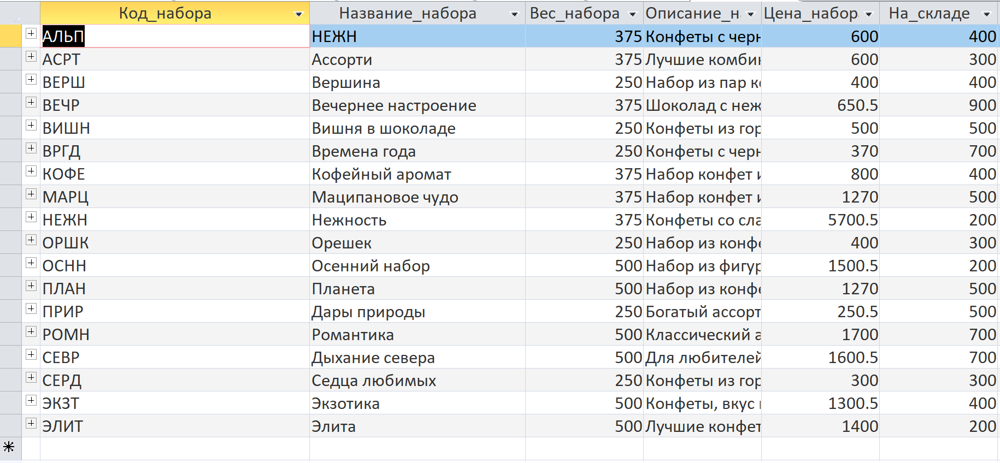 Код_набора Название_набора Вес_набора Описание_н Цена_набор На_складе
АЛЬП НЕЖН 375 Конфеты с черн 600 400
АСРТ Ассорти 375 Лучшие комбин 600 300
ВЕРШ Вершина 250 Набор из пар ко 400 400
ВЕЧР Вечернее настроение 375 Шоколад с неж 650.5 900
ВИШН Вишня в шоколаде 250 Конфеты из гор 500 500
ВРГД Времена года 250 Конфеты с черн 370 700
КОФЕ Кофейный аромат 375 Набор конфет и 800 400
МАРЦ Маципановое чудо 375 Набор конфет и 1270 500
НЕЖН Нежность 375 Конфеты со сла 5700.5 200
ОРШК Орешек 250 Набор из конфе 400 300
ОСНН Осенний набор 500 Набор из фигур 1500.5 200
ПЛАН Планета 500 Набор из конфе 1270 500
ПРИР Дары природы 250 Богатый ассорт 250.5 500
РОМН Романтика 500 Классический а 1700 700
СЕВР Дыхание севера 500 Для любителей 1600.5 700
СЕРД Седца любимых 250 Конфеты из гор 300 300
ЭКЗТ Экзотика 500 Конфеты, вкус 1300.5 400
ЭЛИТ Элита 500 Лучшие конфет 1400 200